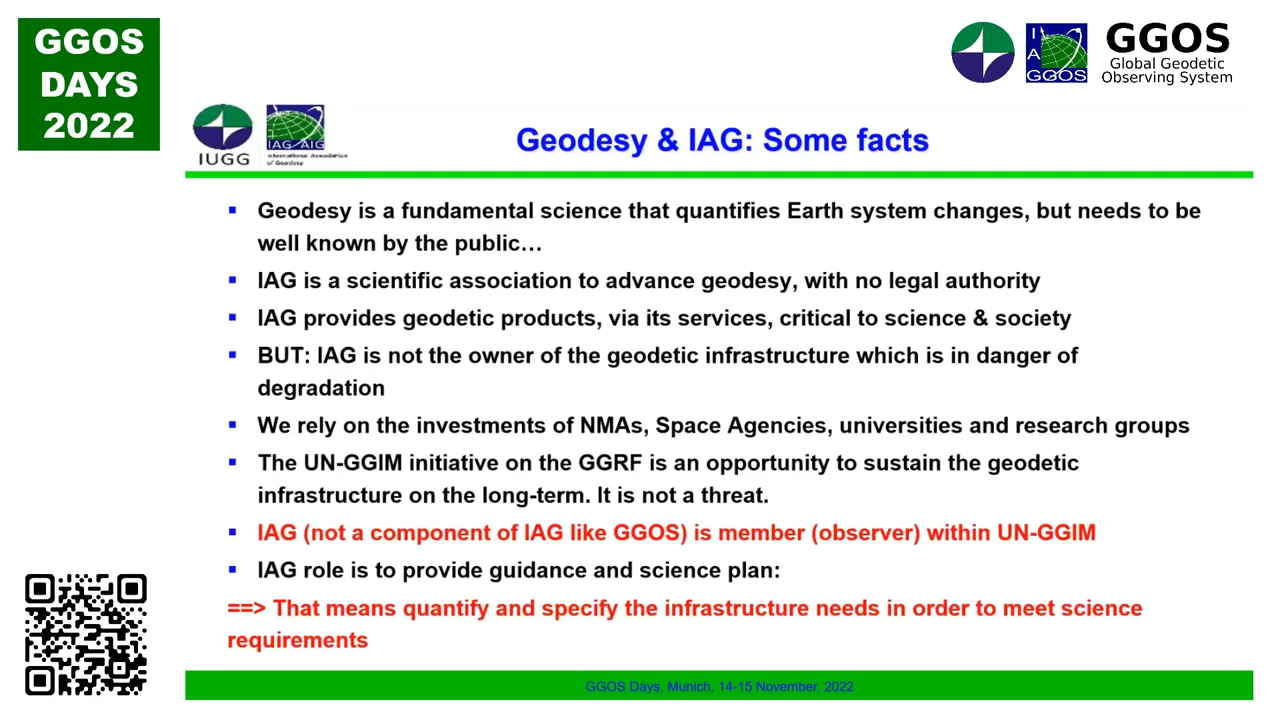 GGOS
DAYS
2022
I
A
GGOS
GGOS
Global Geodetic
Observing System
IUGG
IAG AIG
International Association
of Geodesy
Geodesy & IAG: Some facts
▪ Geodesy is a fundamental science that quantifies Earth system changes, but needs to be
well known by the public…
▪ IAG is a scientific association to advance geodesy, with no legal authority
▪ IAG provides geodetic products, via its services, critical to science & society
▪ BUT: IAG is not the owner of the geodetic infrastructure which is in danger of
degradation
▪ We rely on the investments of NMAs, Space Agencies, universities and research groups
▪ The UN-GGIM initiative on the GGRF is an opportunity to sustain the geodetic
infrastructure on the long-term. It is not a threat.
▪ IAG (not a component of IAG like GGOS) is member (observer) within UN-GGIM
▪ IAG role is to provide guidance and science plan:
==> That means quantify and specify the infrastructure needs in order to meet science
requirements
GGOS Days, Munich, 14-15 November, 2022